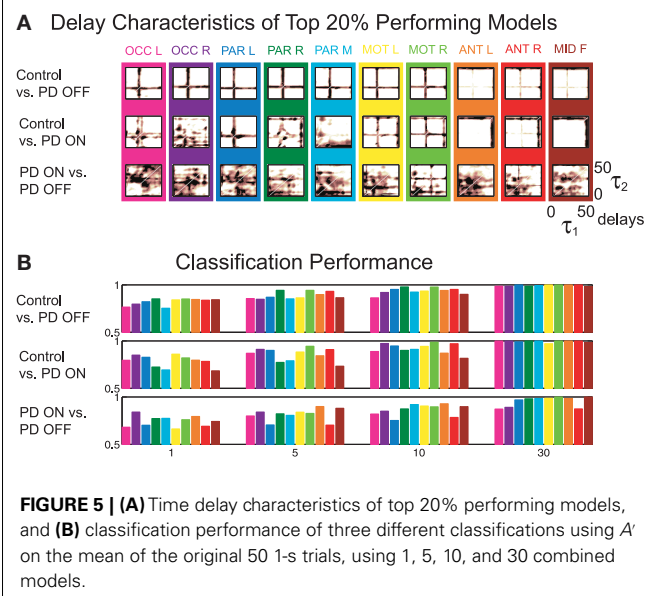 A Delay Characteristics of Top 20% Performing Models
OCC L OCC R PAR L PAR R PAR M MOT L MOT R ANT L ANT R MID F
Control
vs. PD OFF
Control
vs. PD ON
PD ON vs.
PD OFF
50
0
τ2
0 50
τ1 delays
B Classification Performance
Control
vs. PD OFF
1
0.5
Control
vs. PD ON
1
0.5
PD ON vs.
PD OFF
1
0.5
1 5 10 30
FIGURE 5 | (A) Time delay characteristics of top 20% performing models,
and (B) classification performance of three different classifications using A′
on the mean of the original 50 1-s trials, using 1, 5, 10, and 30 combined
models.